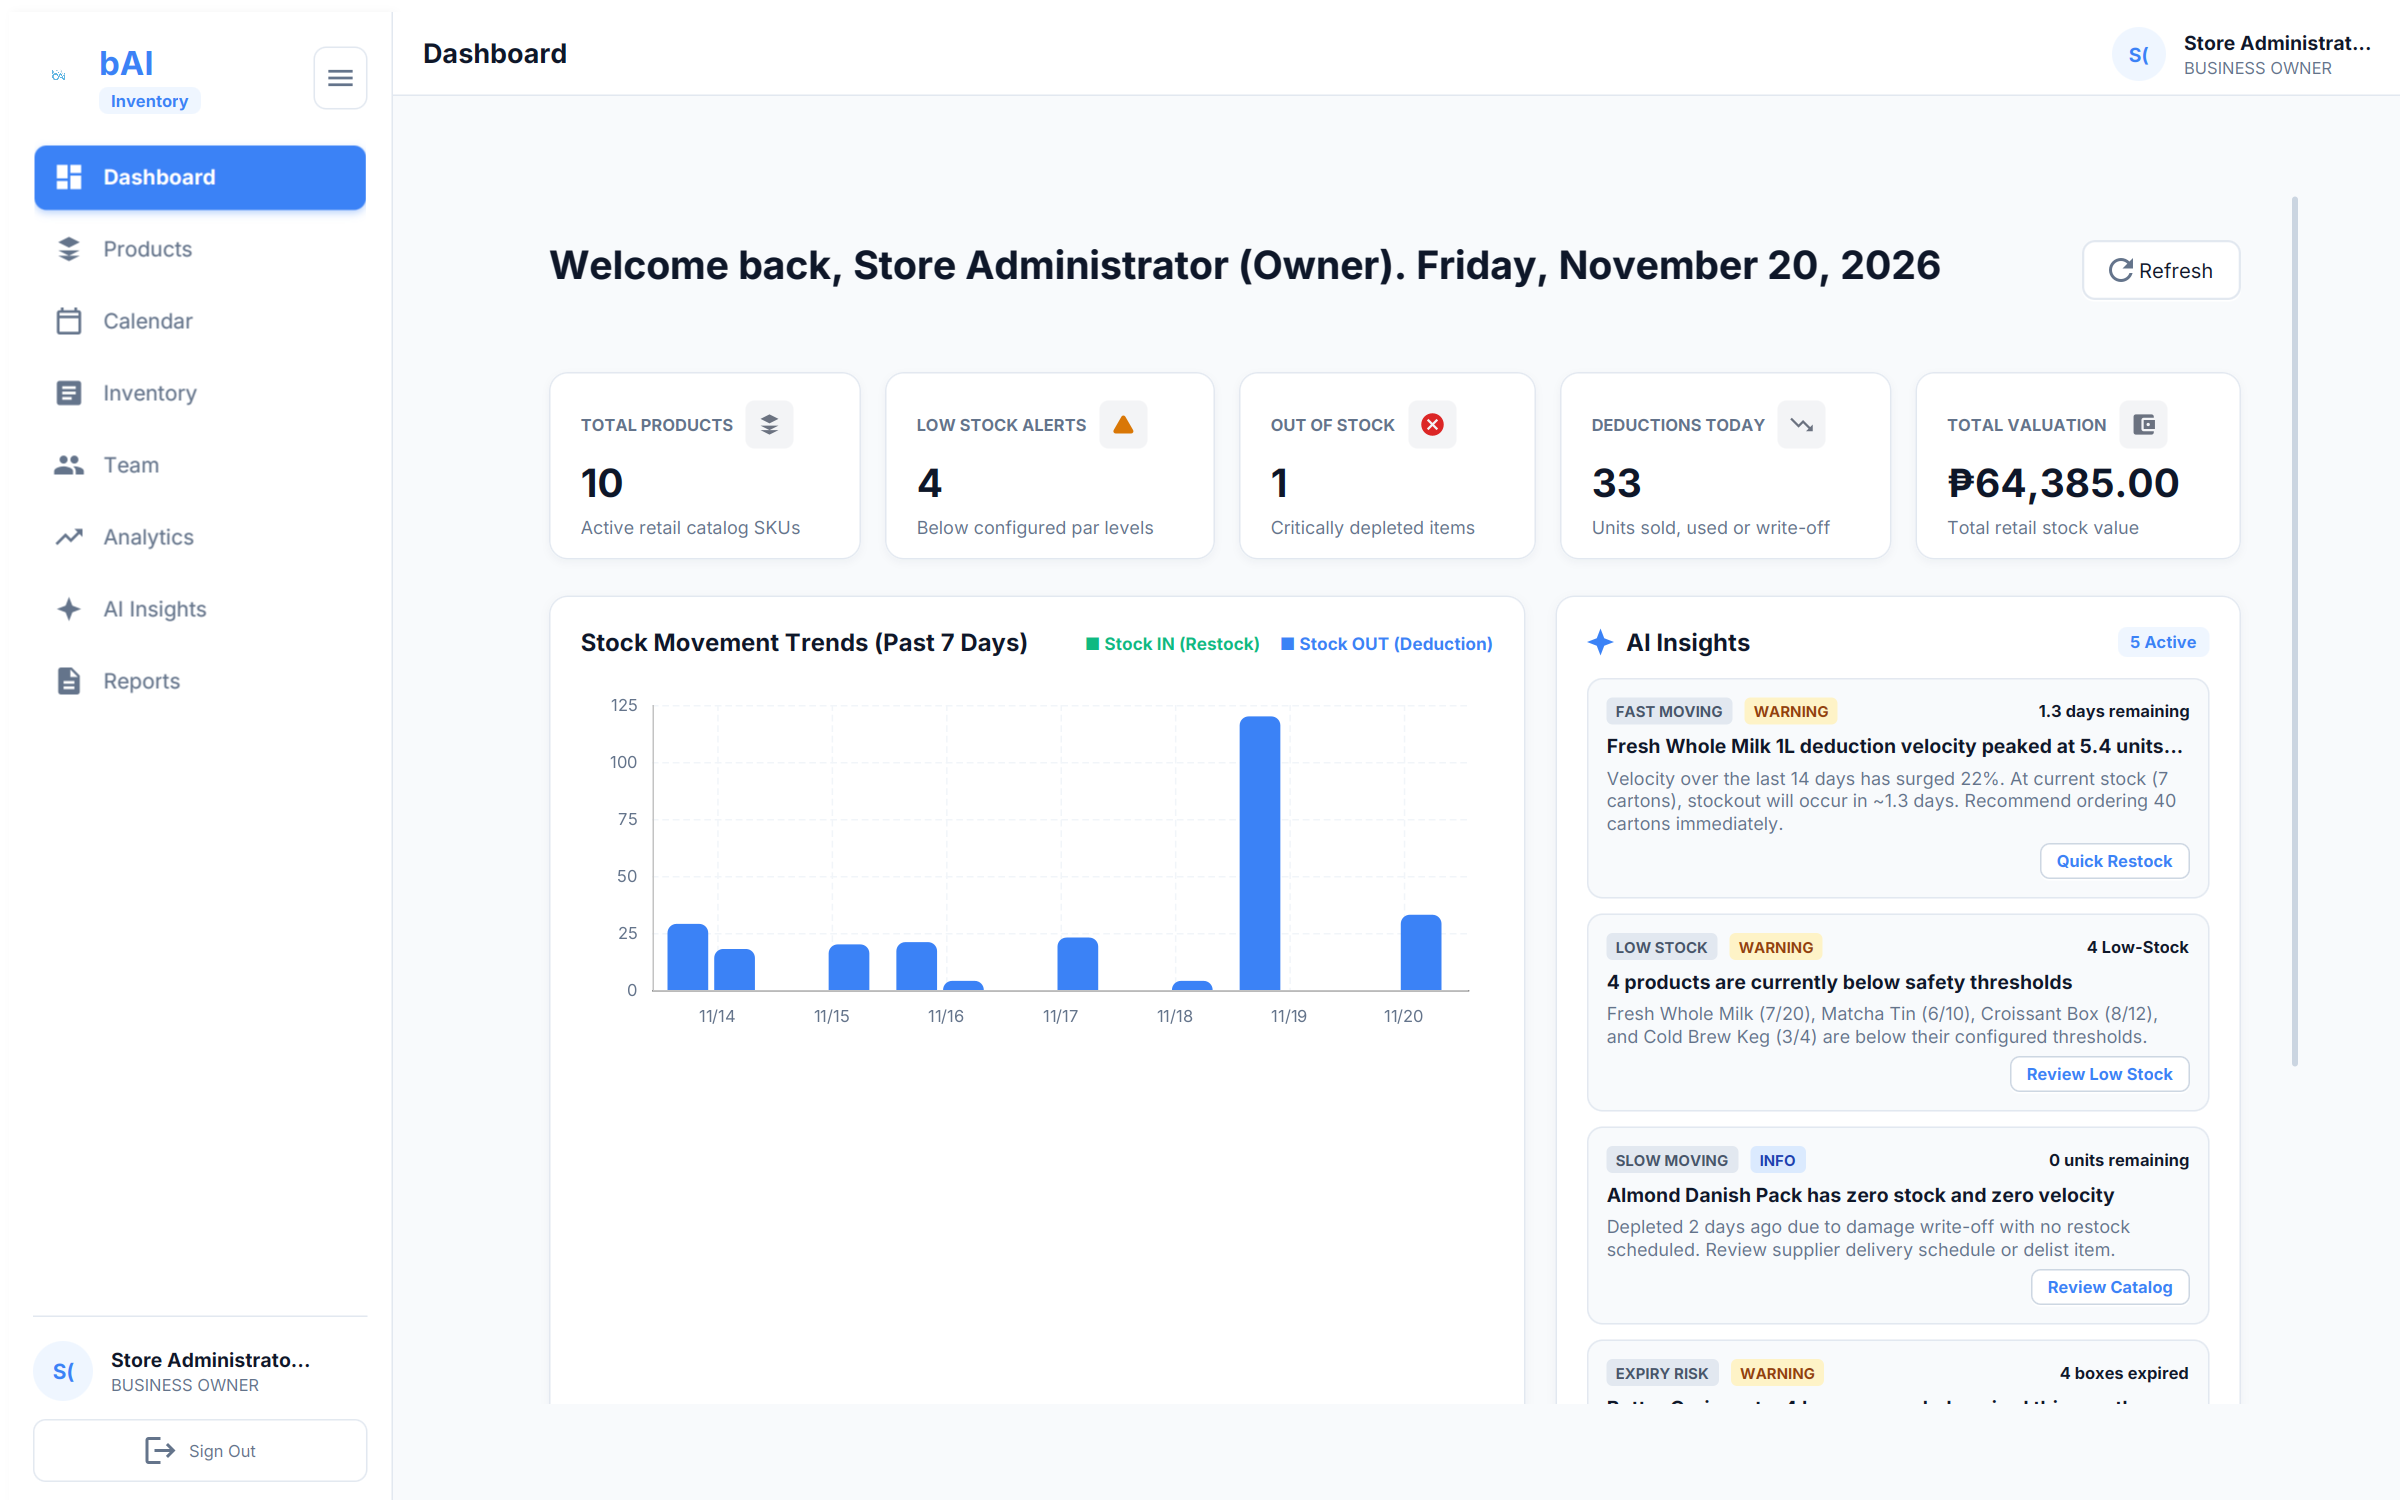 bAI
Inventory
Dashboard
Products
Calendar
Inventory
Team
Analytics
AI Insights
Reports
S(
Store Administrato...
BUSINESS OWNER
Sign Out
Dashboard
S(
Store Administrat...
BUSINESS OWNER
Welcome back, Store Administrator (Owner). Friday, November 20, 2026
Refresh
TOTAL PRODUCTS
10
Active retail catalog SKUs
LOW STOCK ALERTS
4
Below configured par levels
OUT OF STOCK
1
Critically depleted items
DEDUCTIONS TODAY
33
Units sold, used or write-off
TOTAL VALUATION
₱64,385.00
Total retail stock value
Stock Movement Trends (Past 7 Days)
Stock IN (Restock)
Stock OUT (Deduction)
125
100
75
50
25
0
11/14
11/15
11/16
11/17
11/18
11/19
11/20
AI Insights
5 Active
FAST MOVING
WARNING
1.3 days remaining
Fresh Whole Milk 1L deduction velocity peaked at 5.4 units...
Velocity over the last 14 days has surged 22%. At current stock (7
cartons), stockout will occur in ~1.3 days. Recommend ordering 40
cartons immediately.
Quick Restock
LOW STOCK
WARNING
4 Low-Stock
4 products are currently below safety thresholds
Fresh Whole Milk (7/20), Matcha Tin (6/10), Croissant Box (8/12),
and Cold Brew Keg (3/4) are below their configured thresholds.
Review Low Stock
SLOW MOVING
INFO
0 units remaining
Almond Danish Pack has zero stock and zero velocity
Depleted 2 days ago due to damage write-off with no restock
scheduled. Review supplier delivery schedule or delist item.
Review Catalog
EXPIRY RISK
WARNING
4 boxes expired